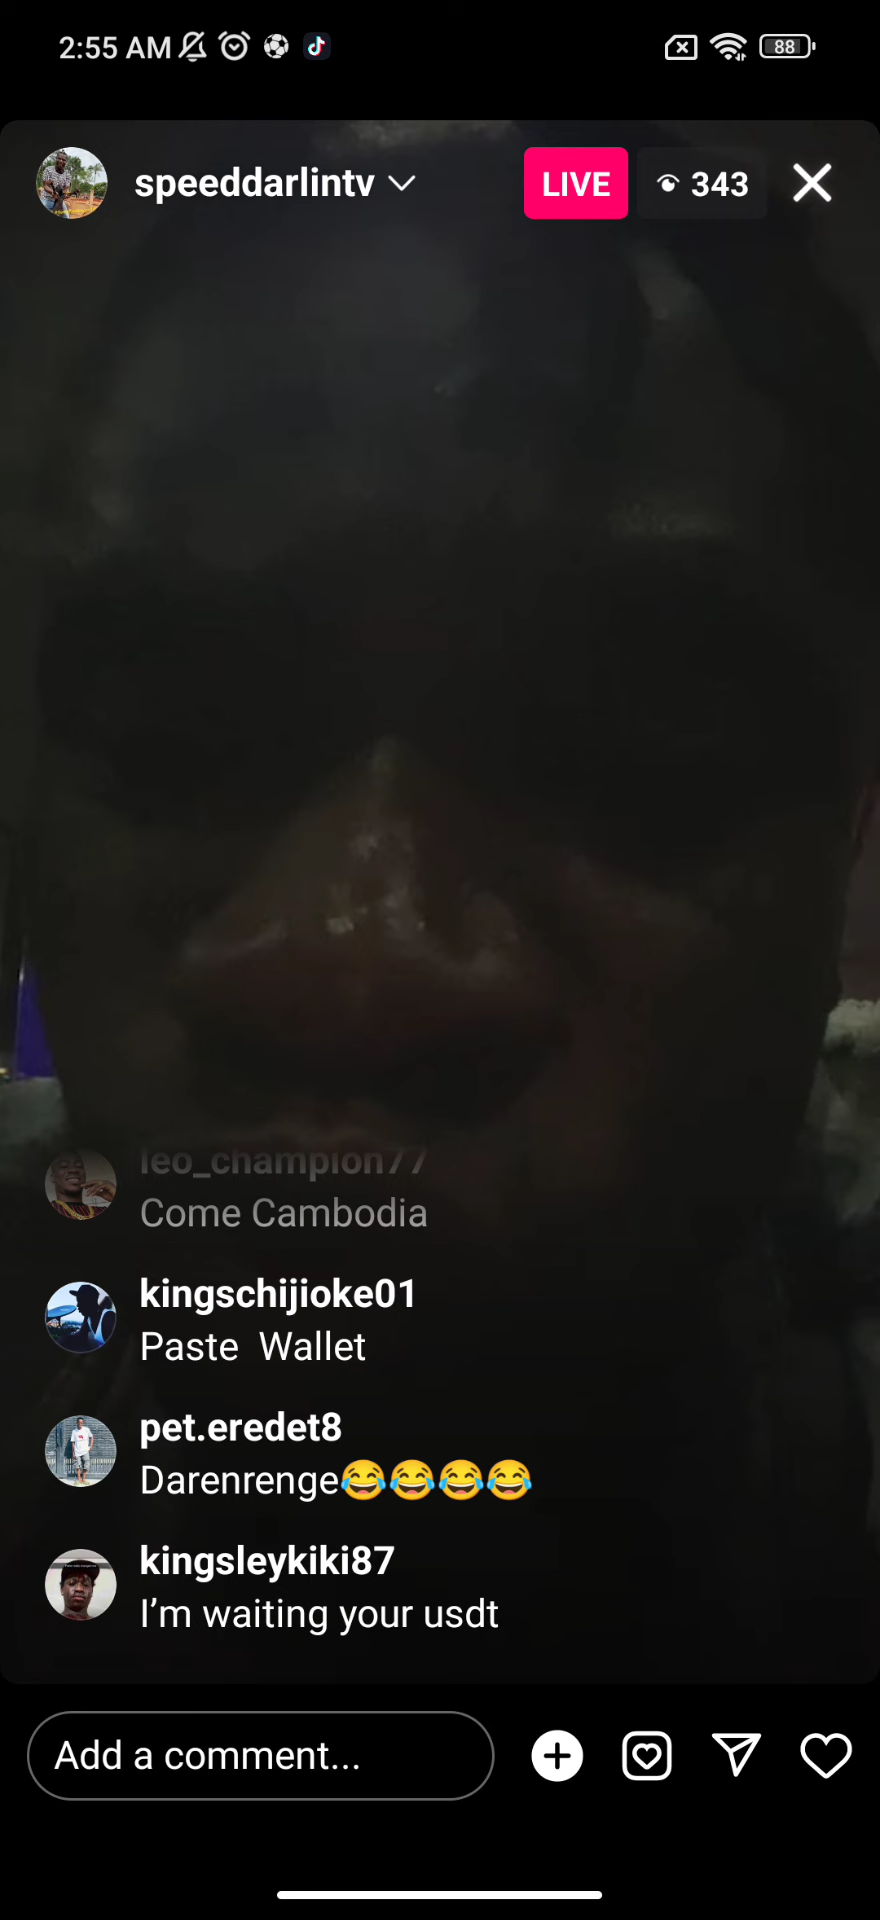 2:55 AM
88
speeddarlintv
LIVE
343
leo_champion77
Come Cambodia
kingschijioke01
Paste  Wallet
pet.eredet8
Darenrenge😂😂😂😂
kingsleykiki87
I’m waiting your usdt
Add a comment...